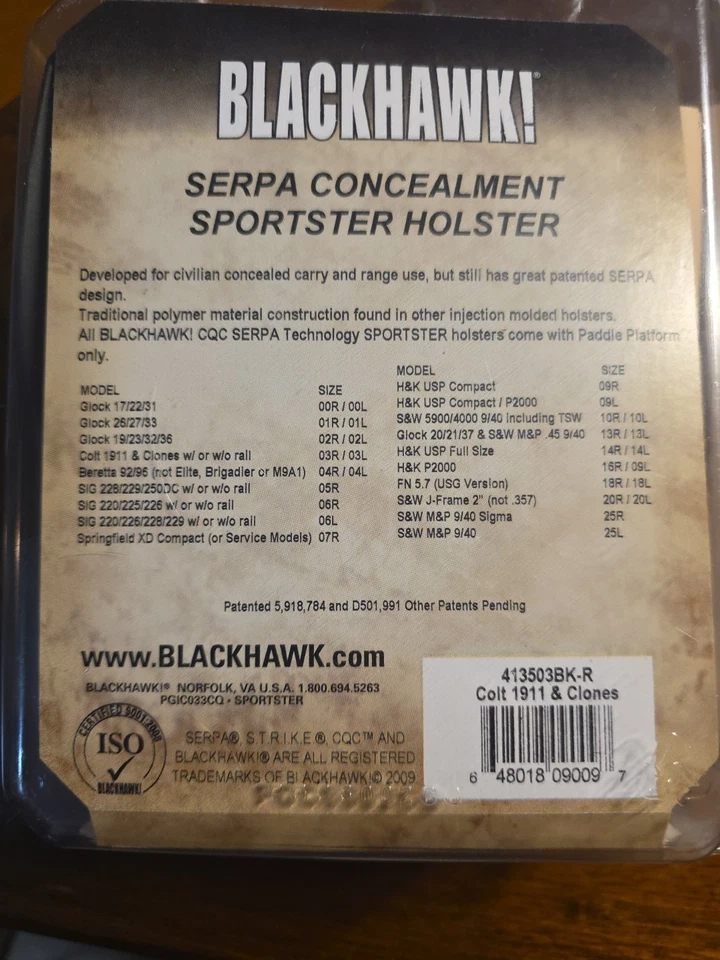 BLACKHAWK!®
SERPA CONCEALMENT
SPORTSTER HOLSTER
Developed for civilian concealed carry and range use, but still has great patented SERPA
design.
Traditional polymer material construction found in other injection molded holsters.
All BLACKHAWK! CQC SERPA Technology SPORTSTER holsters come with Paddle Platform
only.
MODEL SIZE
Glock 17/22/31 00R / 00L
Glock 26/27/33 01R / 01L
Glock 19/23/32/36 02R / 02L
Colt 1911 & Clones w/ or w/o rail 03R / 03L
Beretta 92/96 (not Elite, Brigadier or M9A1) 04R / 04L
SIG 228/229/250DC w/ or w/o rail 05R
SIG 220/225/226 w/ or w/o rail 06R
SIG 220/226/228/229 w/ or w/o rail 06L
Springfield XD Compact (or Service Models) 07R
MODEL SIZE
H&K USP Compact 09R
H&K USP Compact / P2000 09L
S&W 5900/4000 9/40 including TSW 10R / 10L
Glock 20/21/37 & S&W M&P .45 9/40 13R / 13L
H&K USP Full Size 14R / 14L
H&K P2000 16R / 09L
FN 5.7 (USG Version) 18R / 18L
S&W J-Frame 2" (not .357) 20R / 20L
S&W M&P 9/40 Sigma 25R
S&W M&P 9/40 25L
Patented 5,918,784 and D501,991 Other Patents Pending
www.BLACKHAWK.com
BLACKHAWK!® NORFOLK, VA U.S.A. 1.800.694.5263
PGIC033CQ • SPORTSTER
CERTIFIED 9001:2008
ISO
BLACKHAWK!
SERPA®, S.T.R.I.K.E.®, CQC™ AND
BLACKHAWK!® ARE ALL REGISTERED
TRADEMARKS OF BLACKHAWK!© 2009
413503BK-R
Colt 1911 & Clones
6 48018 09009 7